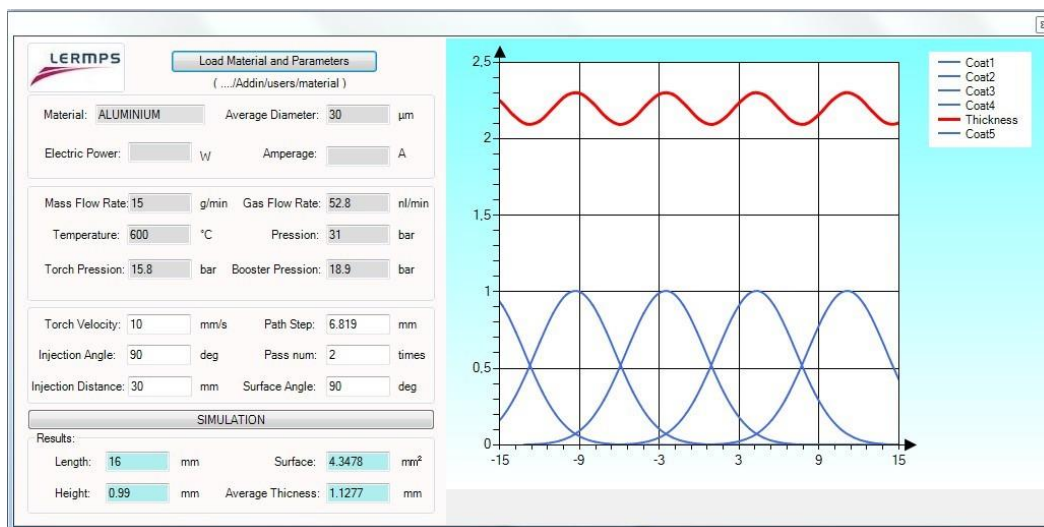 LERMPS
Load Material and Parameters
( ..../Addin/users/material )
Material: ALUMINIUM Average Diameter: 30 µm
Electric Power: W Amperage: A
Mass Flow Rate: 15 g/min Gas Flow Rate: 52.8 nl/min
Temperature: 600 °C Pression: 31 bar
Torch Pression: 15.8 bar Booster Pression: 18.9 bar
Torch Velocity: 10 mm/s Path Step: 6.819 mm
Injection Angle: 90 deg Pass num: 2 times
Injection Distance: 30 mm Surface Angle: 90 deg
SIMULATION
Results:
Length: 16 mm Surface: 4.3478 mm²
Height: 0.99 mm Average Thicness: 1.1277 mm
2,5
2
1,5
1
0,5
0
-15 -9 -3 3 9 15
Coat1
Coat2
Coat3
Coat4
Thickness
Coat5